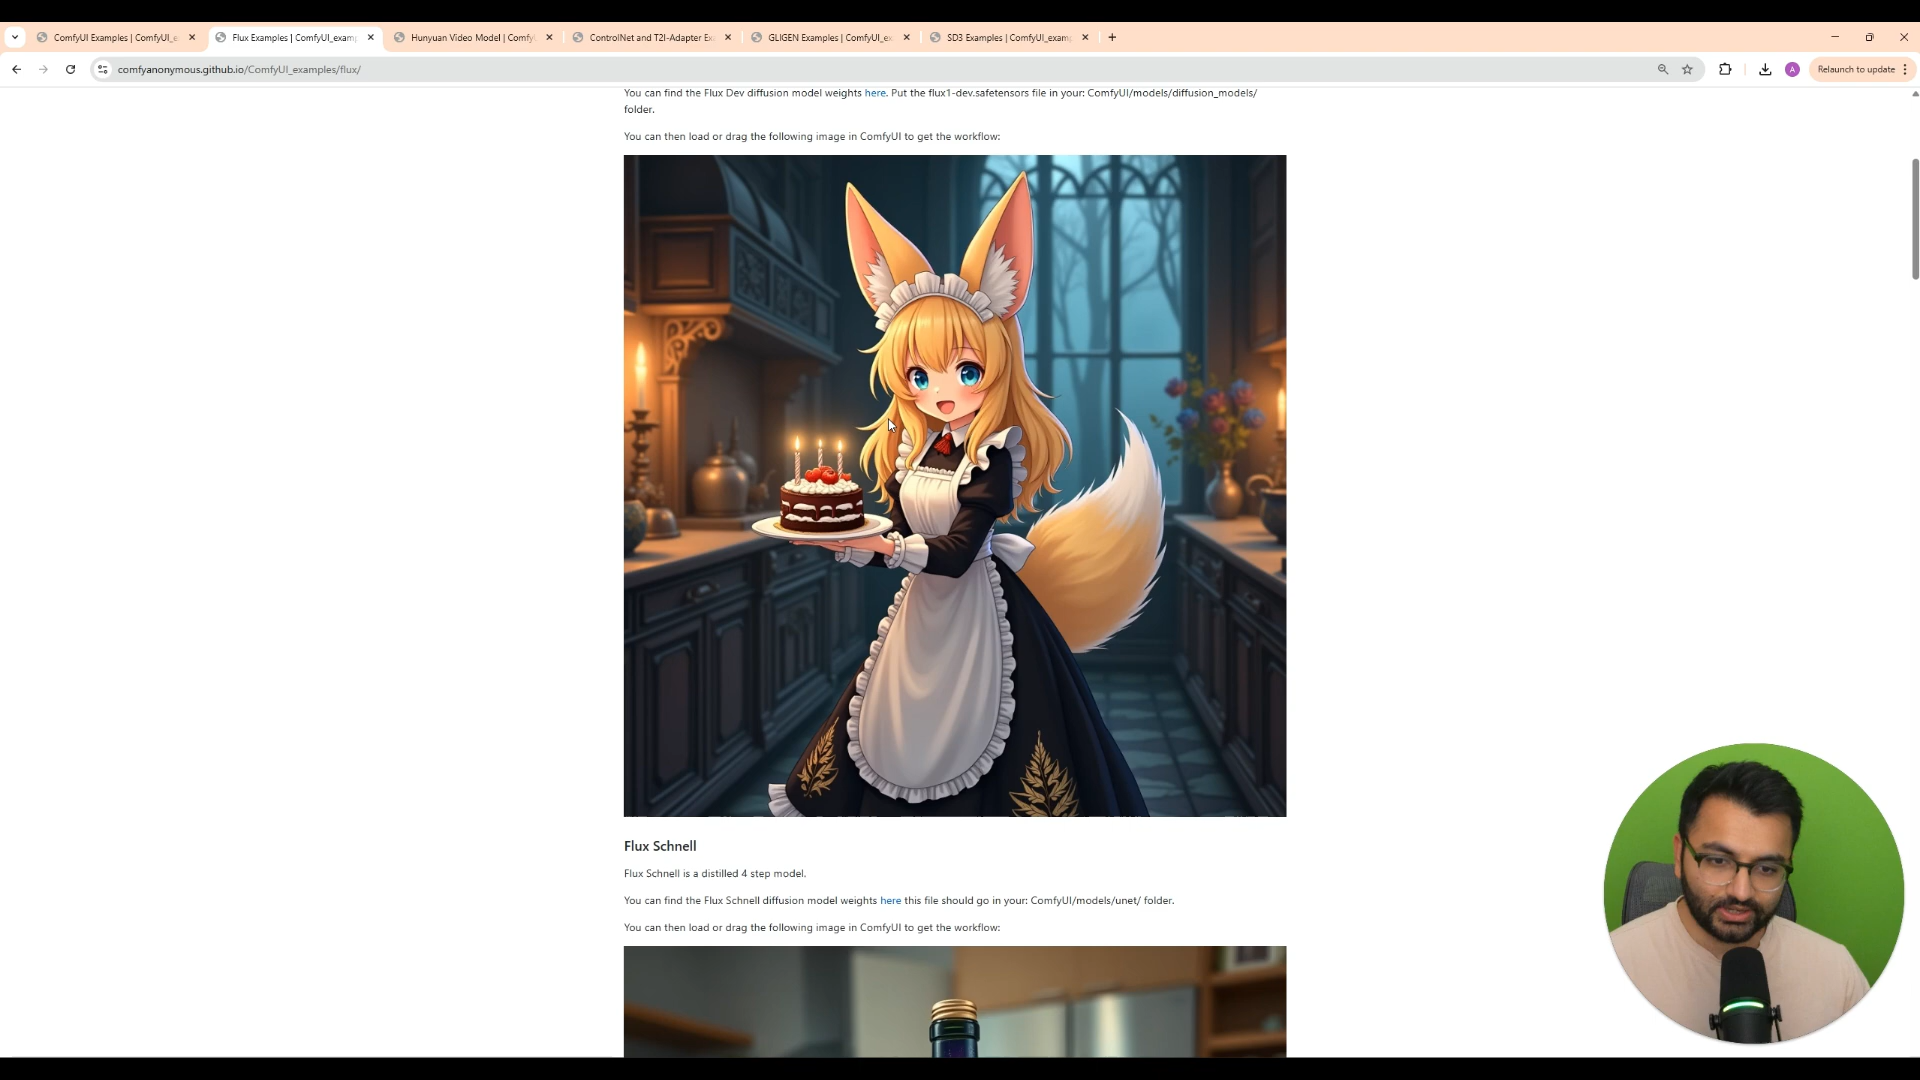 ComfyUI Examples | ComfyUI_e
Flux Examples | ComfyUI_exam
Hunyuan Video Model | ComfyU
ControlNet and T2I-Adapter Ex
GLIGEN Examples | ComfyUI_ex
SD3 Examples | ComfyUI_exam
comfyanonymous.github.io/ComfyUI_examples/flux/
A
Relaunch to update
You can find the Flux Dev diffusion model weights here. Put the flux1-dev.safetensors file in your: ComfyUI/models/diffusion_models/
folder.
You can then load or drag the following image in ComfyUI to get the workflow:
Flux Schnell
Flux Schnell is a distilled 4 step model.
You can find the Flux Schnell diffusion model weights here this file should go in your: ComfyUI/models/unet/ folder.
You can then load or drag the following image in ComfyUI to get the workflow: